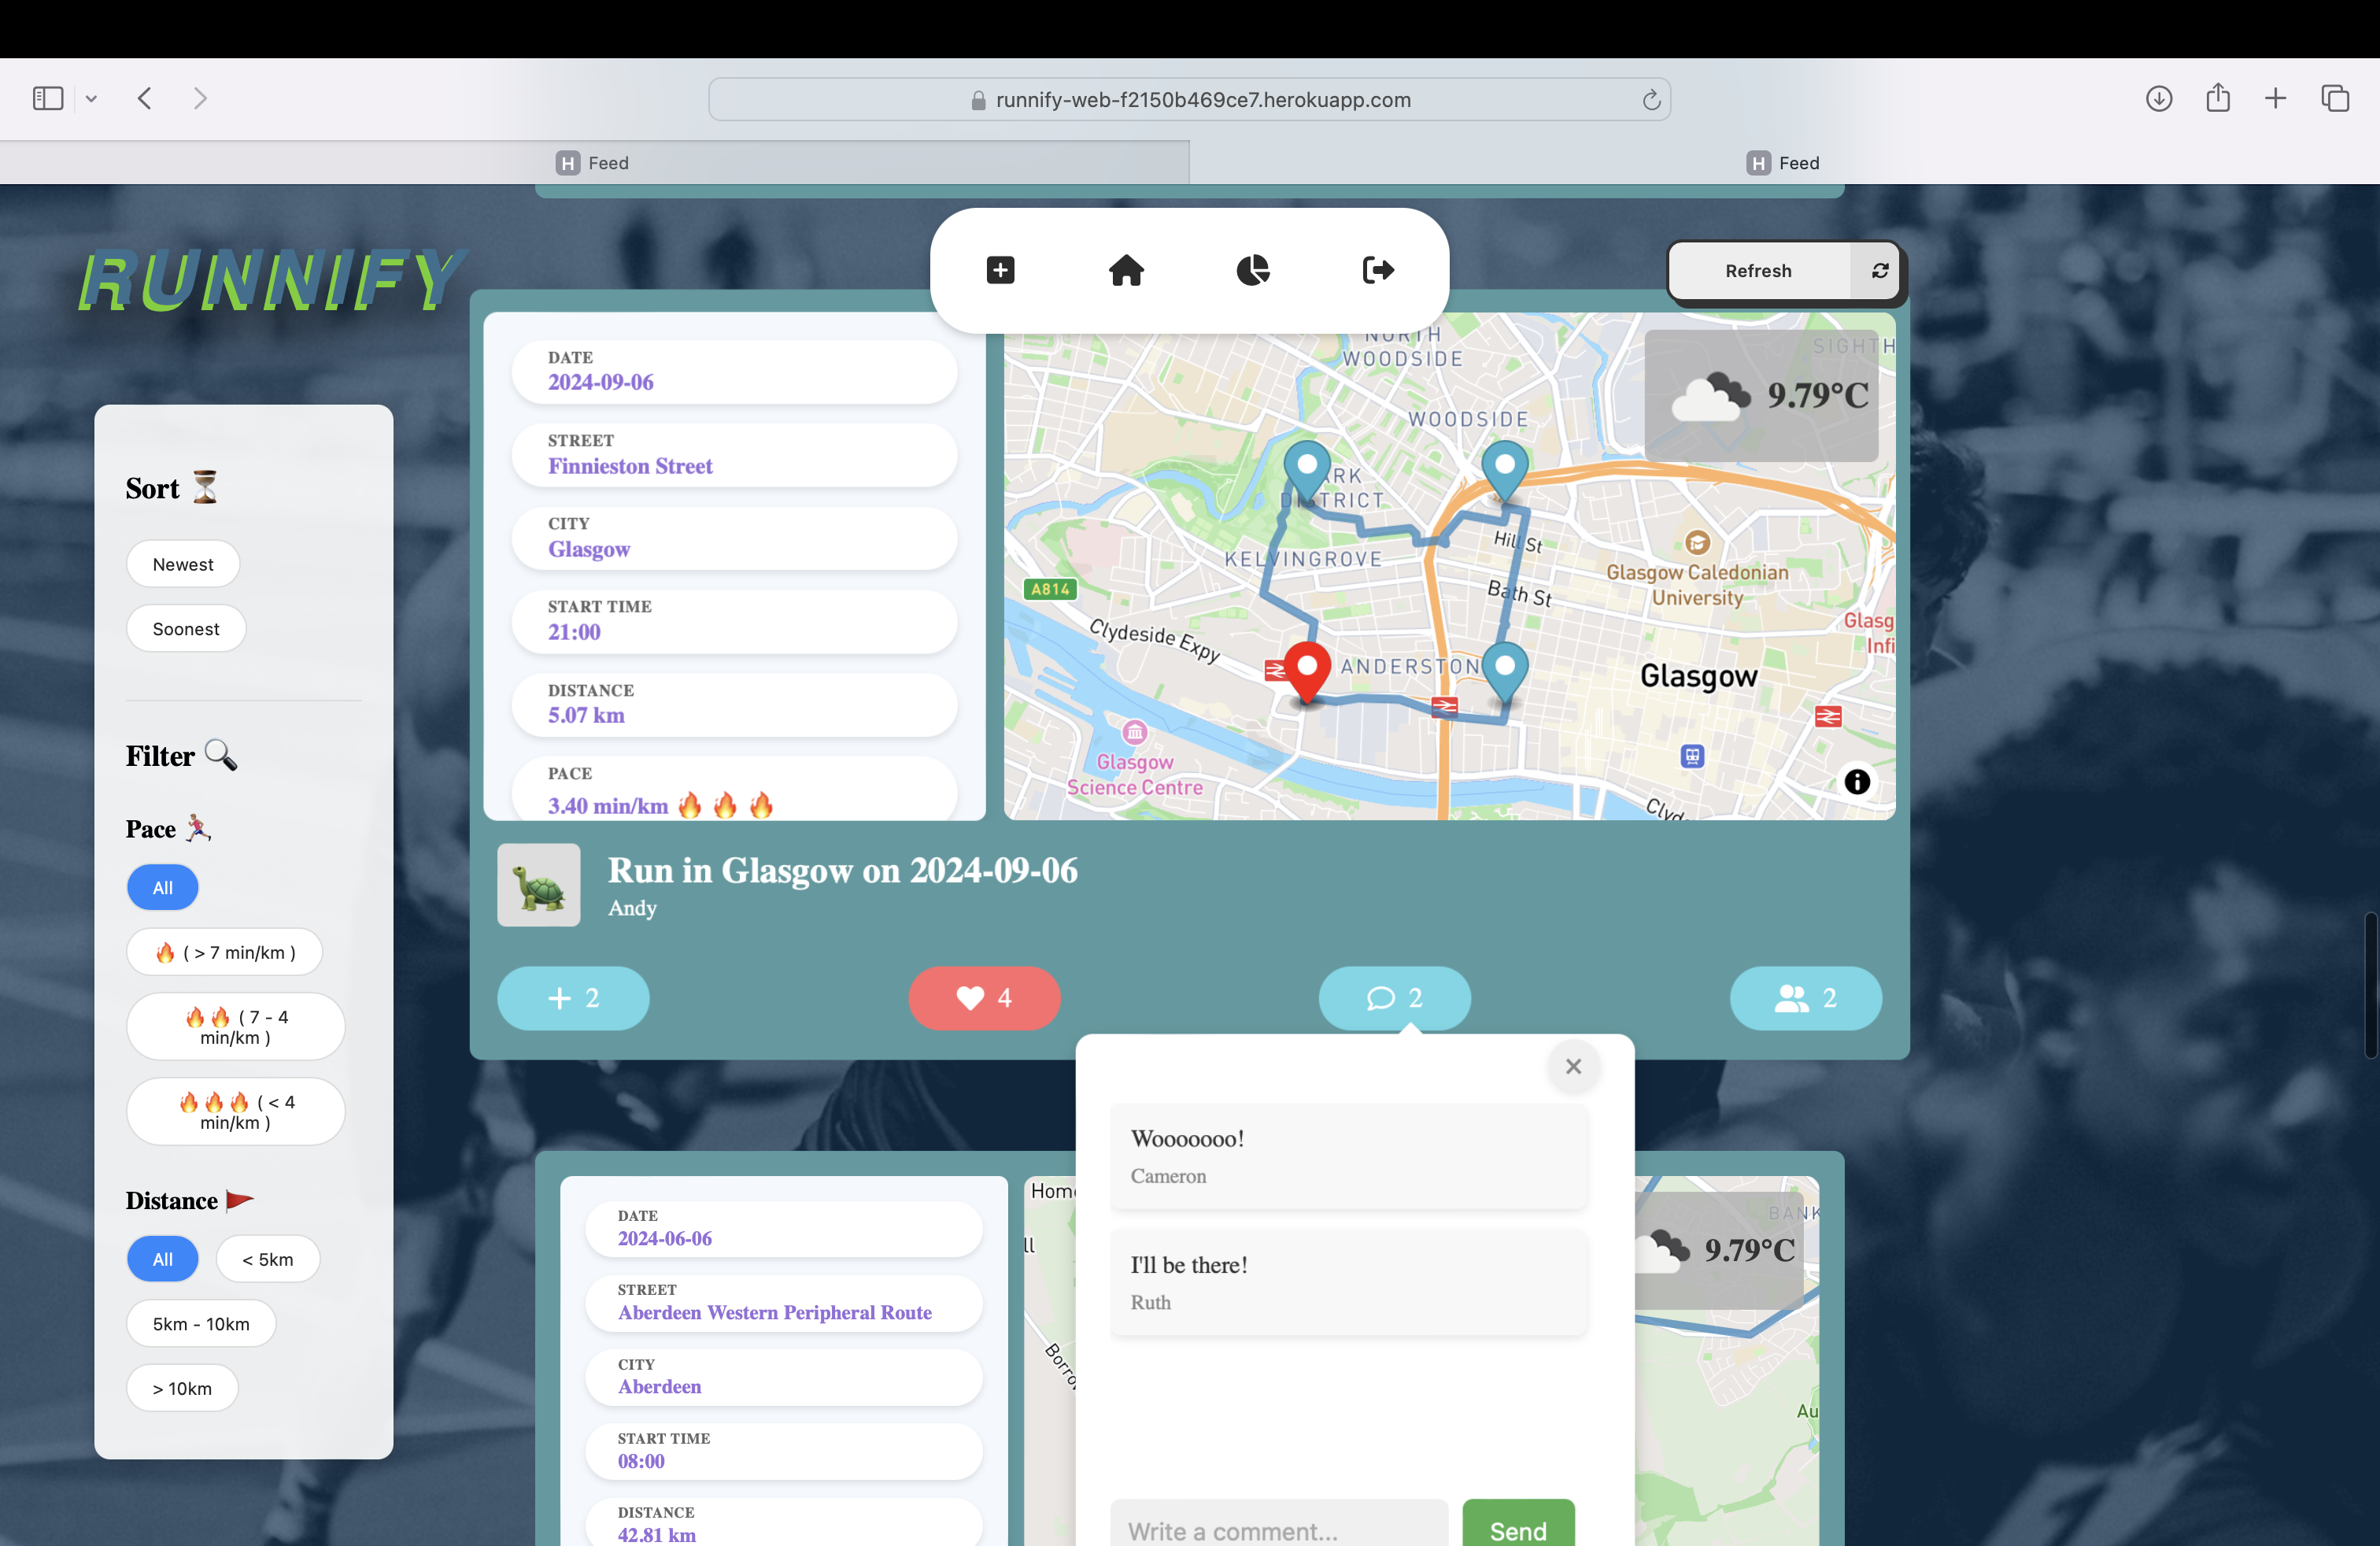 runnify-web-f2150b469ce7.herokuapp.com
H Feed
H Feed
RUNNIFY
Refresh
Sort
Newest
Soonest
Filter
Pace
All
( > 7 min/km )
( 7 - 4
min/km )
( < 4
min/km )
Distance
All
< 5km
5km - 10km
> 10km
DATE
2024-09-06
STREET
Finnieston Street
CITY
Glasgow
START TIME
21:00
DISTANCE
5.07 km
PACE
3.40 min/km
NORTH
WOODSIDE
SIGHTH
9.79°C
WOODSIDE
DISTRICT
Hill St
KELVINGROVE
Glasgow Caledonian
University
A814
Bath St
Glasg
Infi
Clydeside Expy
ANDERSTON
Glasgow
Glasgow
Science Centre
Clyd
Run in Glasgow on 2024-09-06
Andy
2
4
2
2
Wooooooo!
Cameron
I'll be there!
Ruth
Write a comment...
Send
DATE
2024-06-06
STREET
Aberdeen Western Peripheral Route
CITY
Aberdeen
START TIME
08:00
DISTANCE
42.81 km
Home
ll
Borro
BANK
9.79°C
Au